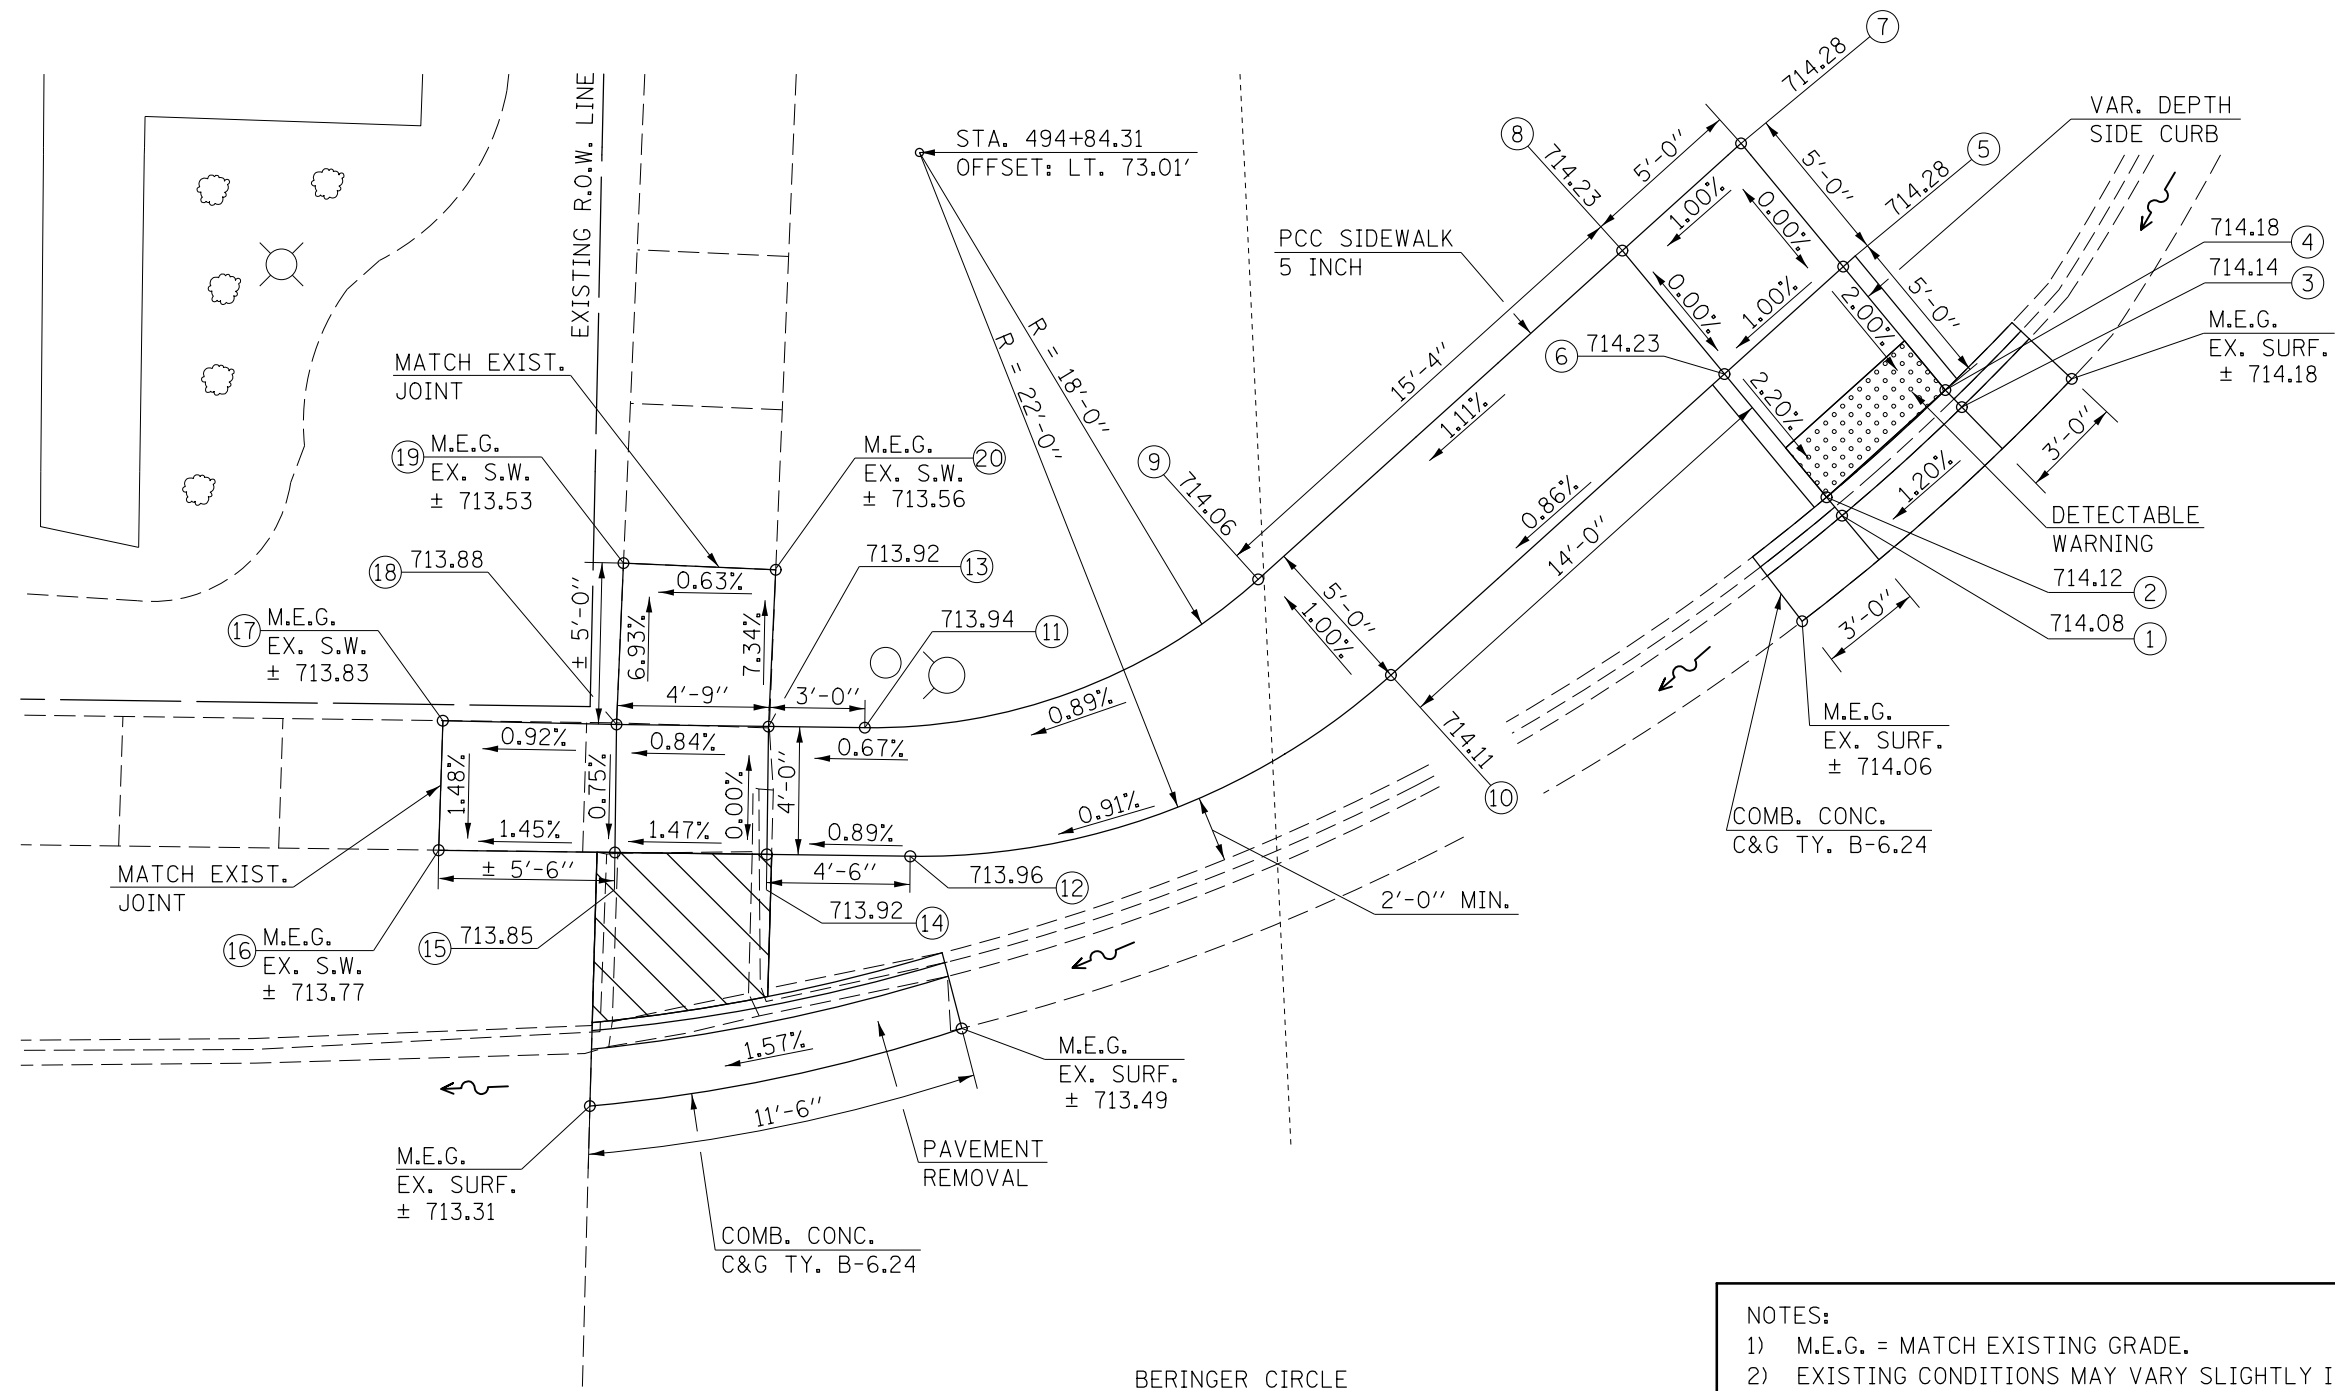 7
714.28
VAR. DEPTH
SIDE CURB
8
714.23
5'-0"
5'-0"
714.28
5
STA. 494+84.31
OFFSET: LT. 73.01'
EXISTING R.O.W. LINE
1.00%
0.00%
PCC SIDEWALK
5 INCH
714.18
4
714.14
3
M.E.G.
EX. SURF.
± 714.18
0.00%
1.00%
2.00%
5'-0"
R = 18'-0"
R = 22'-0"
MATCH EXIST.
JOINT
15'-4"
6
714.23
2.20%
1.11%
3'-0"
1.20%
19
M.E.G.
EX. S.W.
± 713.53
M.E.G.
EX. S.W.
± 713.56
20
9
714.06
0.86%
14'-0"
DETECTABLE
WARNING
18
713.88
713.92
13
0.63%
714.12
2
714.08
1
3'-0"
17
M.E.G.
EX. S.W.
± 713.83
± 5'-0"
6.93%
7.34%
713.94
11
5'-0"
1.00%
4'-9"
3'-0"
0.89%
714.11
10
M.E.G.
EX. SURF.
± 714.06
0.92%
0.84%
0.67%
1.48%
0.75%
0.00%
4'-0"
1.45%
1.47%
0.89%
0.91%
COMB. CONC.
C&G TY. B-6.24
MATCH EXIST.
JOINT
± 5'-6"
4'-6"
713.96
12
2'-0" MIN.
713.92
14
16
M.E.G.
EX. S.W.
± 713.77
15
713.85
1.57%
M.E.G.
EX. SURF.
± 713.49
11'-6"
M.E.G.
EX. SURF.
± 713.31
PAVEMENT
REMOVAL
COMB. CONC.
C&G TY. B-6.24
BERINGER CIRCLE
NOTES:
1) M.E.G. = MATCH EXISTING GRADE.
2) EXISTING CONDITIONS MAY VARY SLIGHTLY